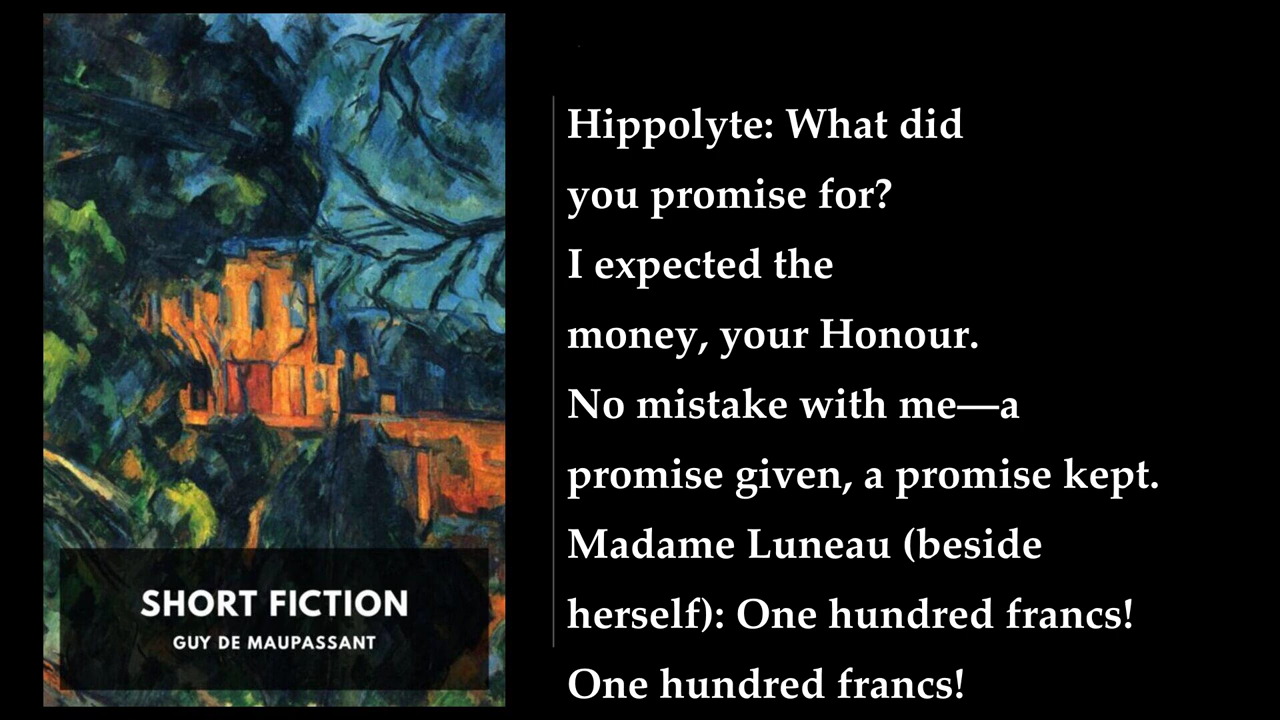 SHORT FICTION
GUY DE MAUPASSANT
Hippolyte: What did
you promise for?
I expected the
money, your Honour.
No mistake with me—a
promise given, a promise kept.
Madame Luneau (beside
herself): One hundred francs!
One hundred francs!